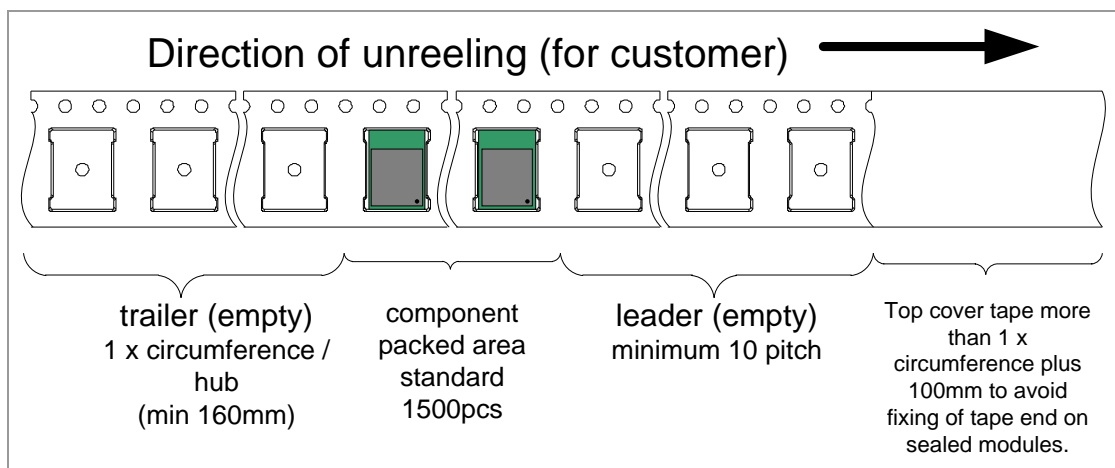 Direction of unreeling (for customer)
trailer (empty)
1 x circumference /
hub
(min 160mm)
component
packed area
standard
1500pcs
leader (empty)
minimum 10 pitch
Top cover tape more
than 1 x
circumference plus
100mm to avoid
fixing of tape end on
sealed modules.